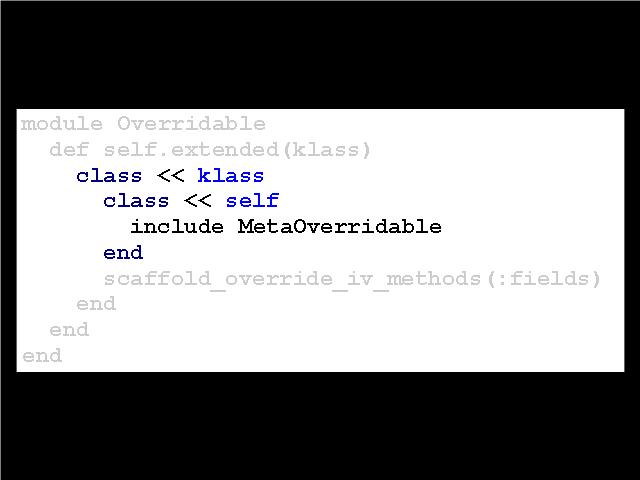 module Overridable
  def self.extended(klass)
    class << klass
      class << self
        include MetaOverridable
      end
      scaffold_override_iv_methods(:fields)
    end
  end
end